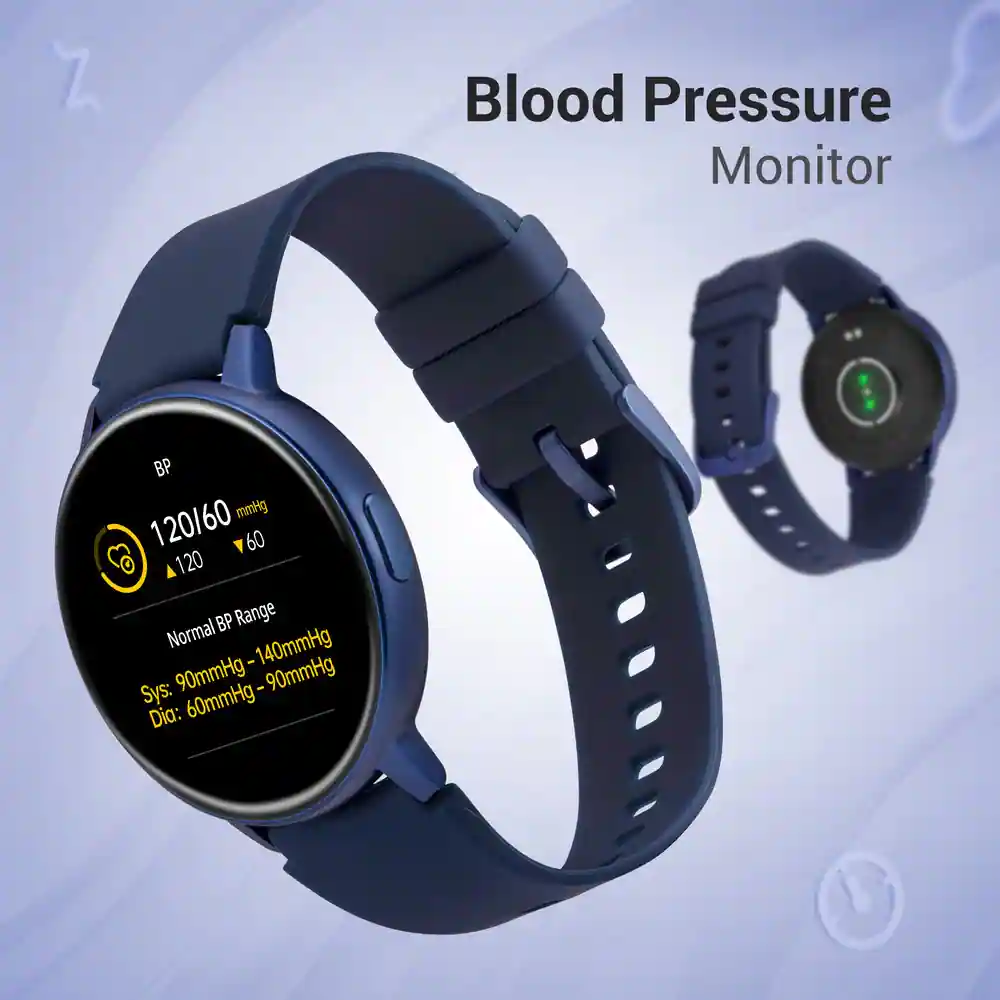 Blood Pressure
Monitor
BP
120/60 mmHg
▲120 ▼60
Normal BP Range
Sys: 90mmHg - 140mmHg
Dia: 60mmHg - 90mmHg